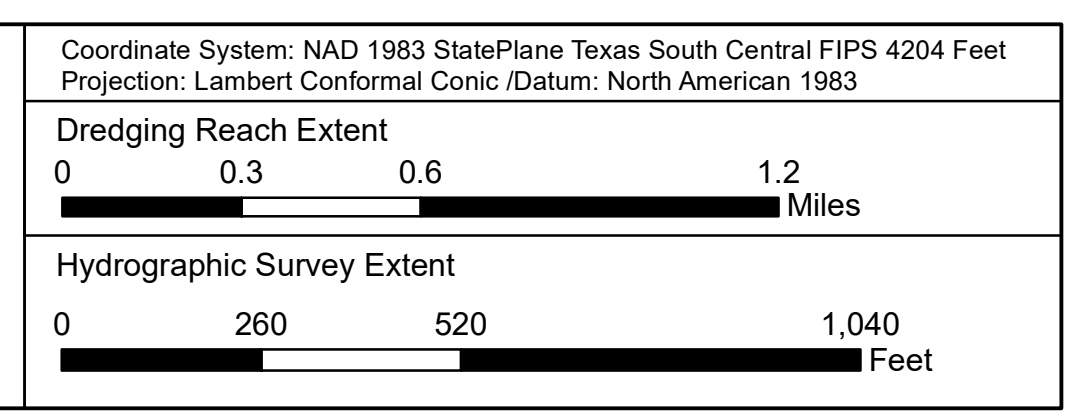 Coordinate System: NAD 1983 StatePlane Texas South Central FIPS 4204 Feet
Projection: Lambert Conformal Conic /Datum: North American 1983
Dredging Reach Extent
0 0.3 0.6 1.2
Miles
Hydrographic Survey Extent
0 260 520 1,040
Feet